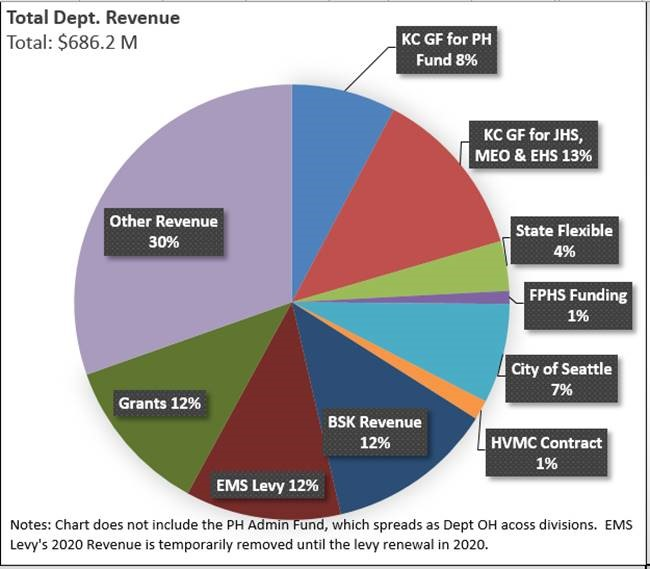 Total Dept. Revenue
Total: $686.2 M
KC GF for PH
Fund 8%
KC GF for JHS,
MEO & EHS 13%
State Flexible
4%
FPHS Funding
1%
City of Seattle
7%
HVMC Contract
1%
BSK Revenue
12%
EMS Levy 12%
Grants 12%
Other Revenue
30%
Notes: Chart does not include the PH Admin Fund, which spreads as Dept OH acoss divisions.  EMS
Levy's 2020 Revenue is temporarily removed until the levy renewal in 2020.